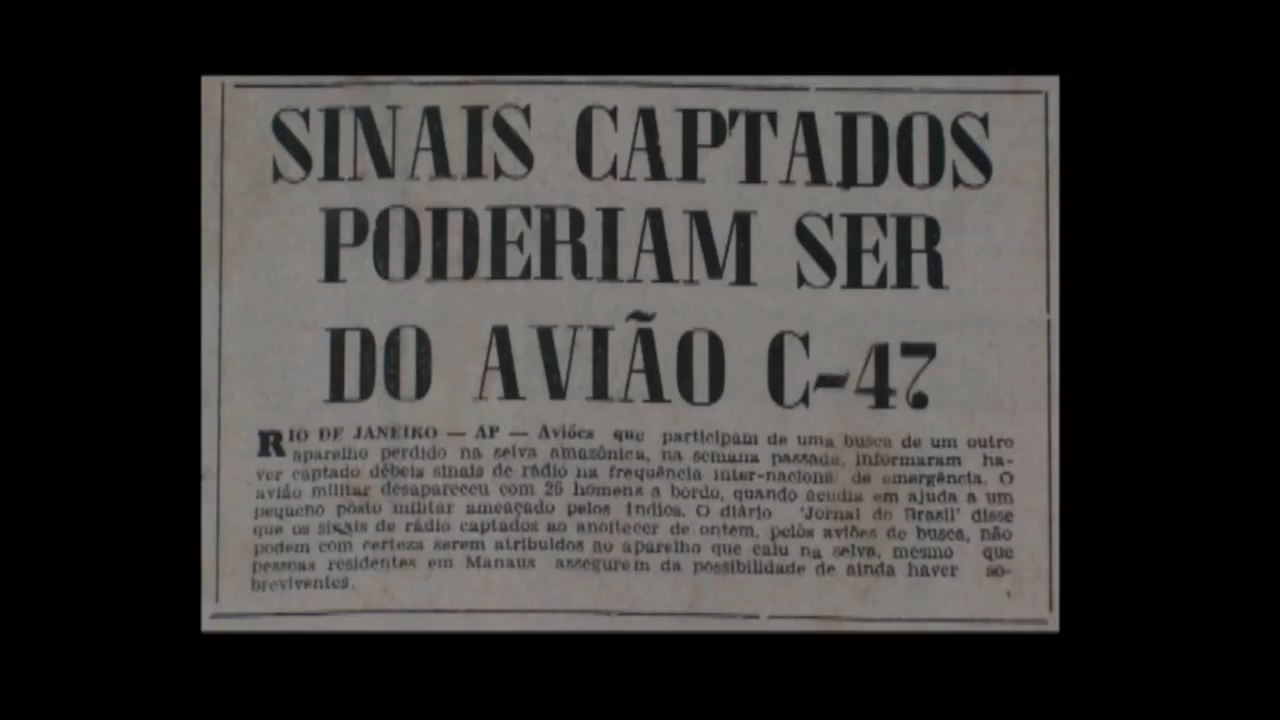 SINAIS CAPTADOS
PODERIAM SER
DO AVIÃO C-47
RIO DE JANEIRO — AP — Aviões que participam de uma busca de um outro
aparelho perdido na selva amazônica, na semana passada, informaram ha-
ver captado débeis sinais de rádio na frequência inter-nacional de emergência. O
avião militar desapareceu com 25 homens a bordo, quando acudia em ajuda a um
pequeno pôsto militar ameaçado pelos índios. O diário 'Jornal do Brasil' disse
que os sinais de rádio captados ao anoitecer de ontem, pelos aviões de busca, não
podem com certeza serem atribuidos ao aparelho que caiu na selva, mesmo que
pessoas residentes em Manaus assegurem da possibilidade de ainda haver so-
breviventes.